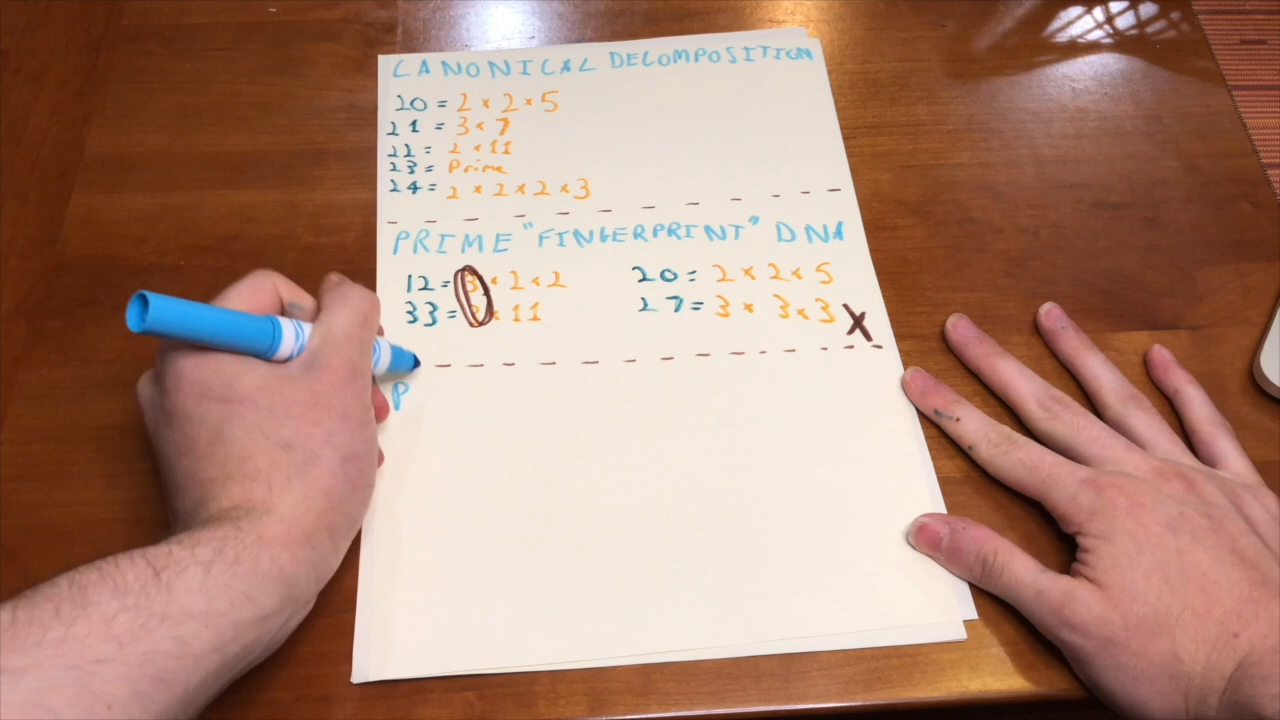 CANONICAL DECOMPOSITION
20 = 2 × 2 × 5
21 = 3 × 7
22 = 2 × 11
23 = Prime
24 = 2 × 2 × 2 × 3
PRIME "FINGERPRINT" DNA
12 = 3 × 2 × 2
33 = 3 × 11
20 = 2 × 2 × 5
27 = 3 × 3 × 3 X
P